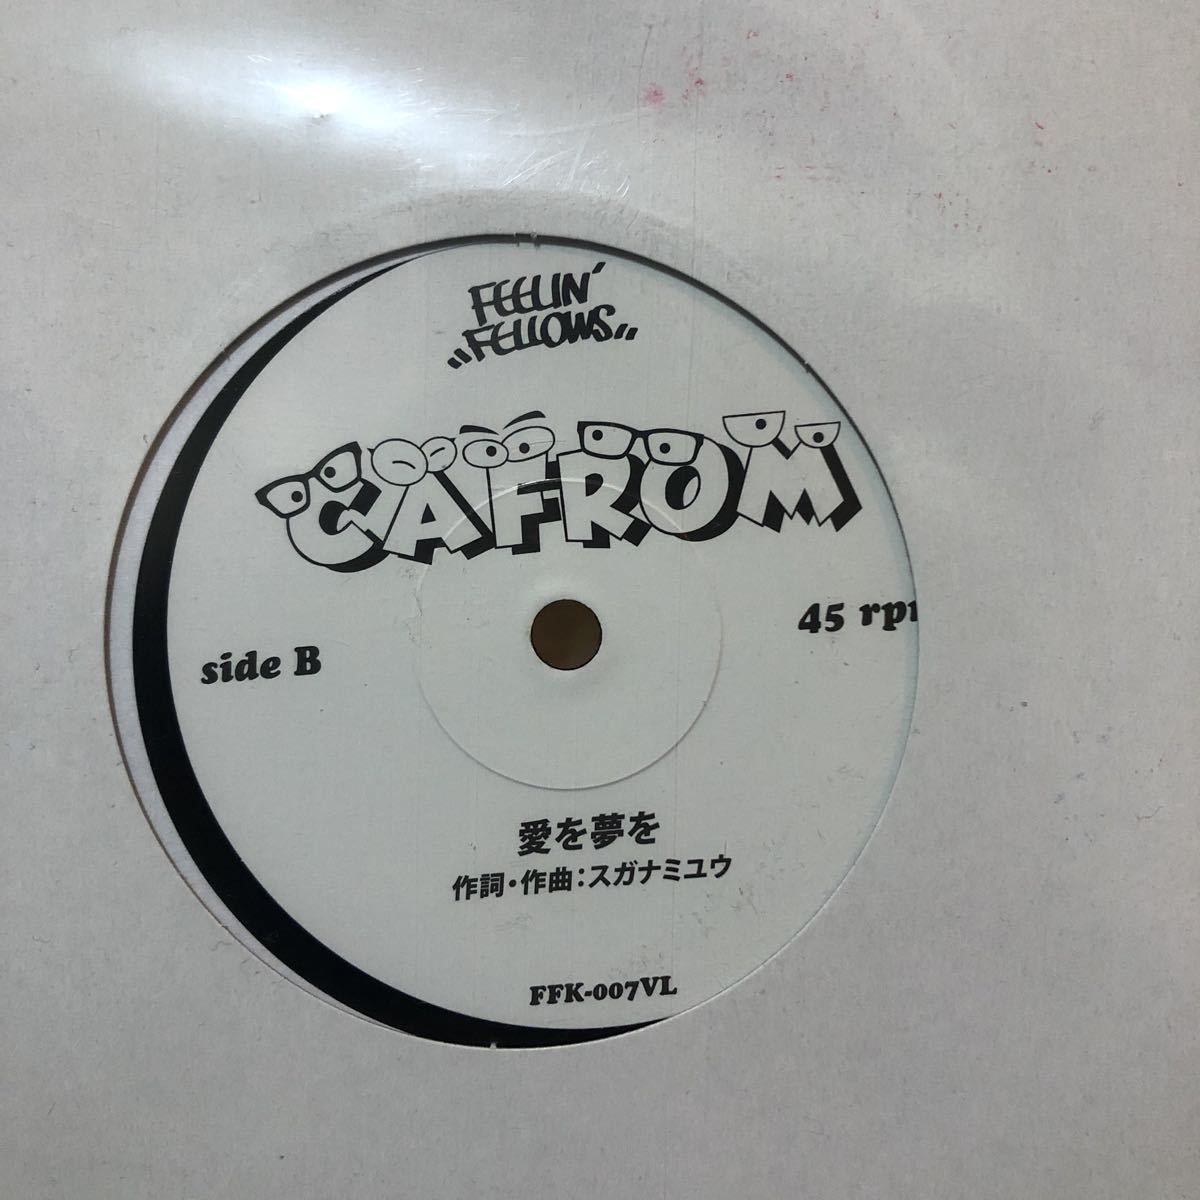 FEELIN'
"FELLOWS"
CAFROM
45 rpm
side B
愛を夢を
作詞・作曲:スガナミユウ
FFK-007VL